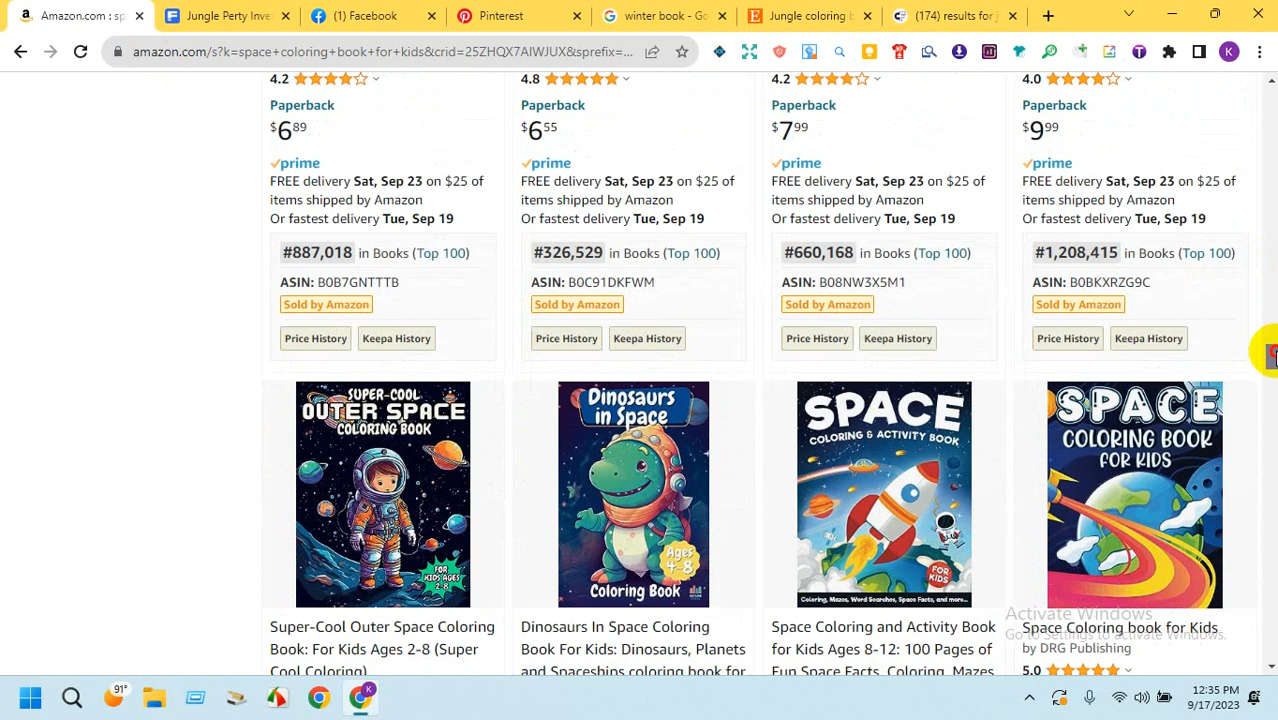 Amazon.com : sp
Jungle Perty Inve
(1) Facebook
Pinterest
winter book - Go
Jungle coloring b
(174) results for j
amazon.com/s?k=space+coloring+book+for+kids&crid=25ZHQX7AIWJUX&sprefix=...
K
4.2
4.8
4.2
4.0
Paperback
Paperback
Paperback
Paperback
$6 89
$6 55
$7 99
$9 99
prime
prime
prime
prime
FREE delivery Sat, Sep 23 on $25 of
items shipped by Amazon
Or fastest delivery Tue, Sep 19
FREE delivery Sat, Sep 23 on $25 of
items shipped by Amazon
Or fastest delivery Tue, Sep 19
FREE delivery Sat, Sep 23 on $25 of
items shipped by Amazon
Or fastest delivery Tue, Sep 19
FREE delivery Sat, Sep 23 on $25 of
items shipped by Amazon
Or fastest delivery Tue, Sep 19
#887,018 in Books (Top 100)
ASIN: B0B7GNTTTB
Sold by Amazon
Price History Keepa History
#326,529 in Books (Top 100)
ASIN: B0C91DKFWM
Sold by Amazon
Price History Keepa History
#660,168 in Books (Top 100)
ASIN: B08NW3X5M1
Sold by Amazon
Price History Keepa History
#1,208,415 in Books (Top 100)
ASIN: B0BKXRZG9C
Sold by Amazon
Price History Keepa History
SUPER-COOL
OUTER SPACE
COLORING BOOK
FOR
KIDS AGES
2-8
Dinosaurs
in Space
Ages
4-8
Coloring Book
SPACE
COLORING & ACTIVITY BOOK
FOR
KIDS
Coloring, Mazes, Word Searches, Space Facts, and more...
SPACE
COLORING BOOK
FOR KIDS
Super-Cool Outer Space Coloring
Book: For Kids Ages 2-8 (Super
Cool Coloring)
Dinosaurs In Space Coloring
Book For Kids: Dinosaurs, Planets
and Spaceships coloring book for
Space Coloring and Activity Book
for Kids Ages 8-12: 100 Pages of
Fun Space Facts, Coloring, Mazes
Space Coloring book for Kids
by DRG Publishing
5.0
Activate Windows
Go to Settings to activate Windows.
91°
K
12:35 PM
9/17/2023